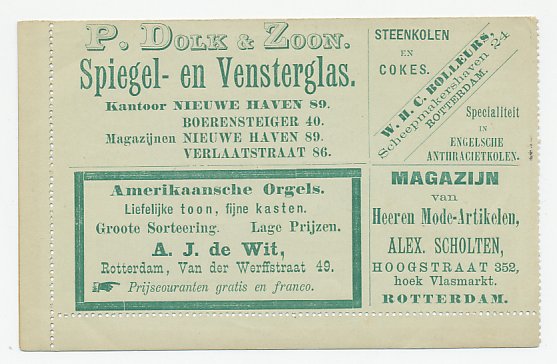 P. DOLK & ZOON.
Spiegel- en Vensterglas.
Kantoor NIEUWE HAVEN 89.
BOERENSTEIGER 40.
Magazijnen NIEUWE HAVEN 89.
VERLAATSTRAAT 86.
STEENKOLEN
EN
COKES.
W. H. C. BOLLEURS,
Scheepmakershaven 24
ROTTERDAM.
Specialiteit
IN
ENGELSCHE
ANTHRACIETKOLEN.
Amerikaansche Orgels.
Liefelijke toon, fijne kasten.
Groote Sorteering. Lage Prijzen.
A. J. de Wit,
Rotterdam, Van der Werffstraat 49.
Prijscouranten gratis en franco.
MAGAZIJN
van
Heeren Mode-Artikelen,
ALEX. SCHOLTEN,
HOOGSTRAAT 352,
hoek Vlasmarkt.
ROTTERDAM.